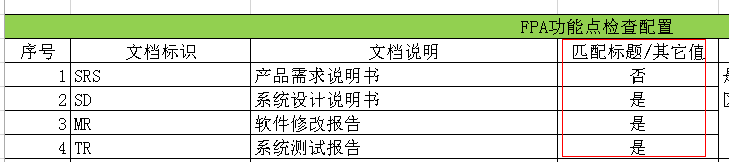 FPA功能点检查配置
序号 文档标识 文档说明 匹配标题/其它值
1 SRS 产品需求说明书 否
2 SD 系统设计说明书 是
3 MR 软件修改报告 是
4 TR 系统测试报告 是